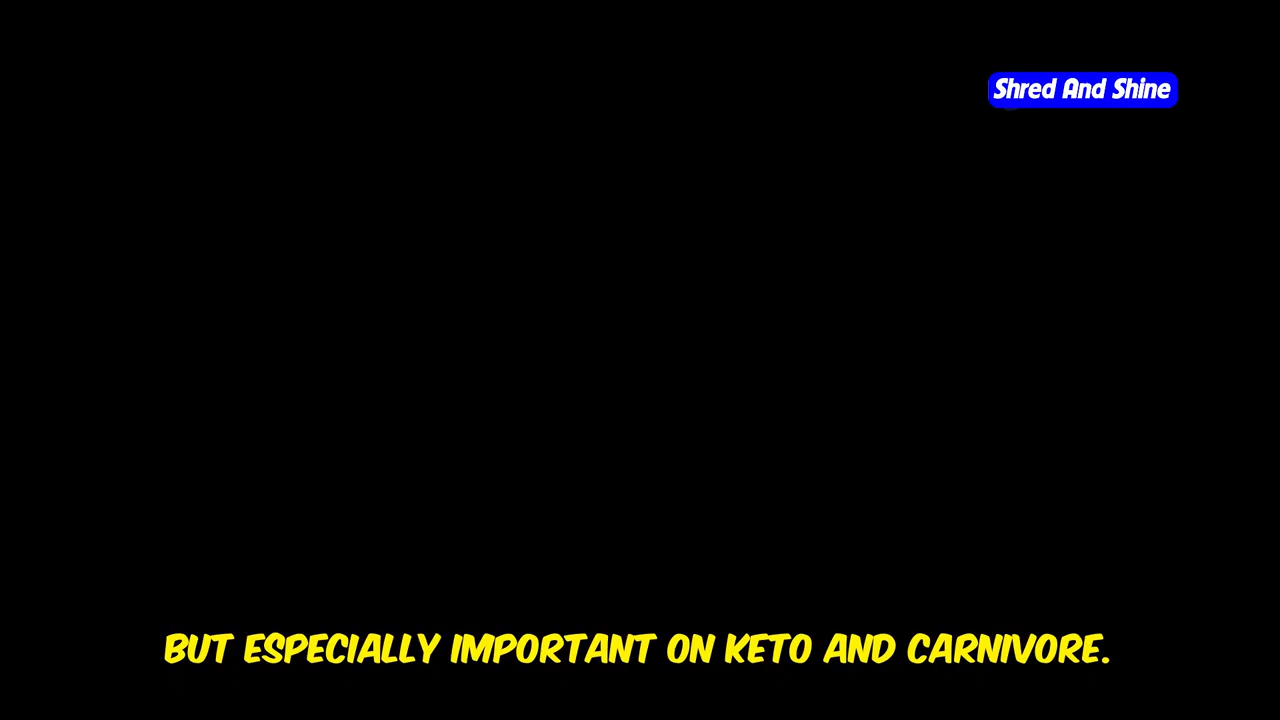 Shred And Shine
BUT ESPECIALLY IMPORTANT ON KETO AND CARNIVORE.